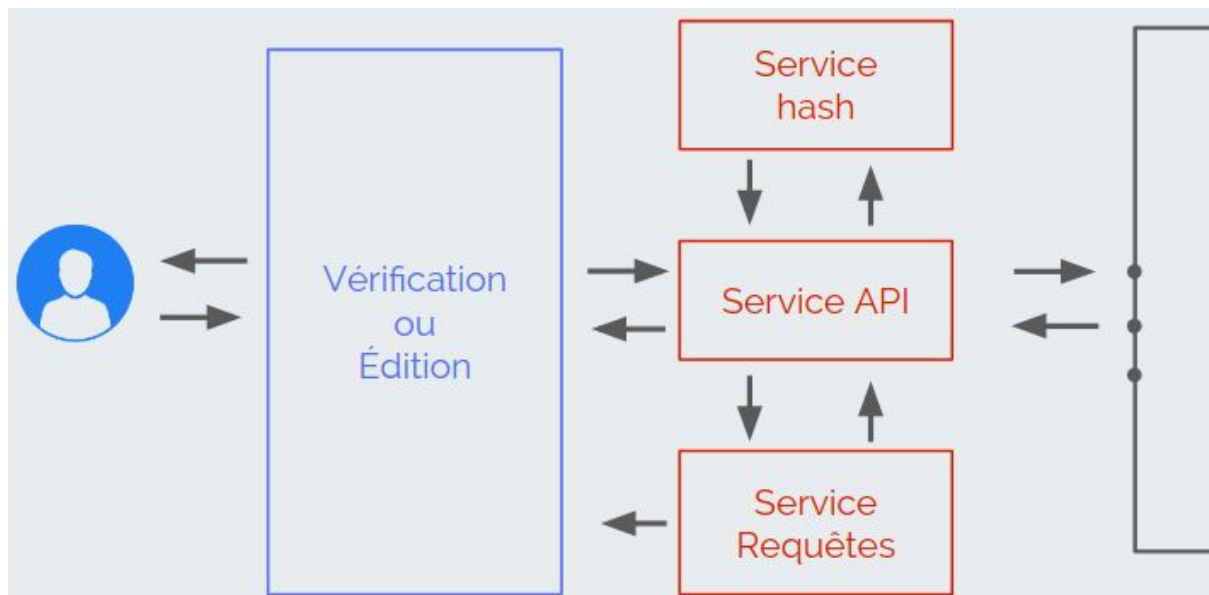 Vérification
ou
Édition
Service
hash
Service API
Service
Requêtes